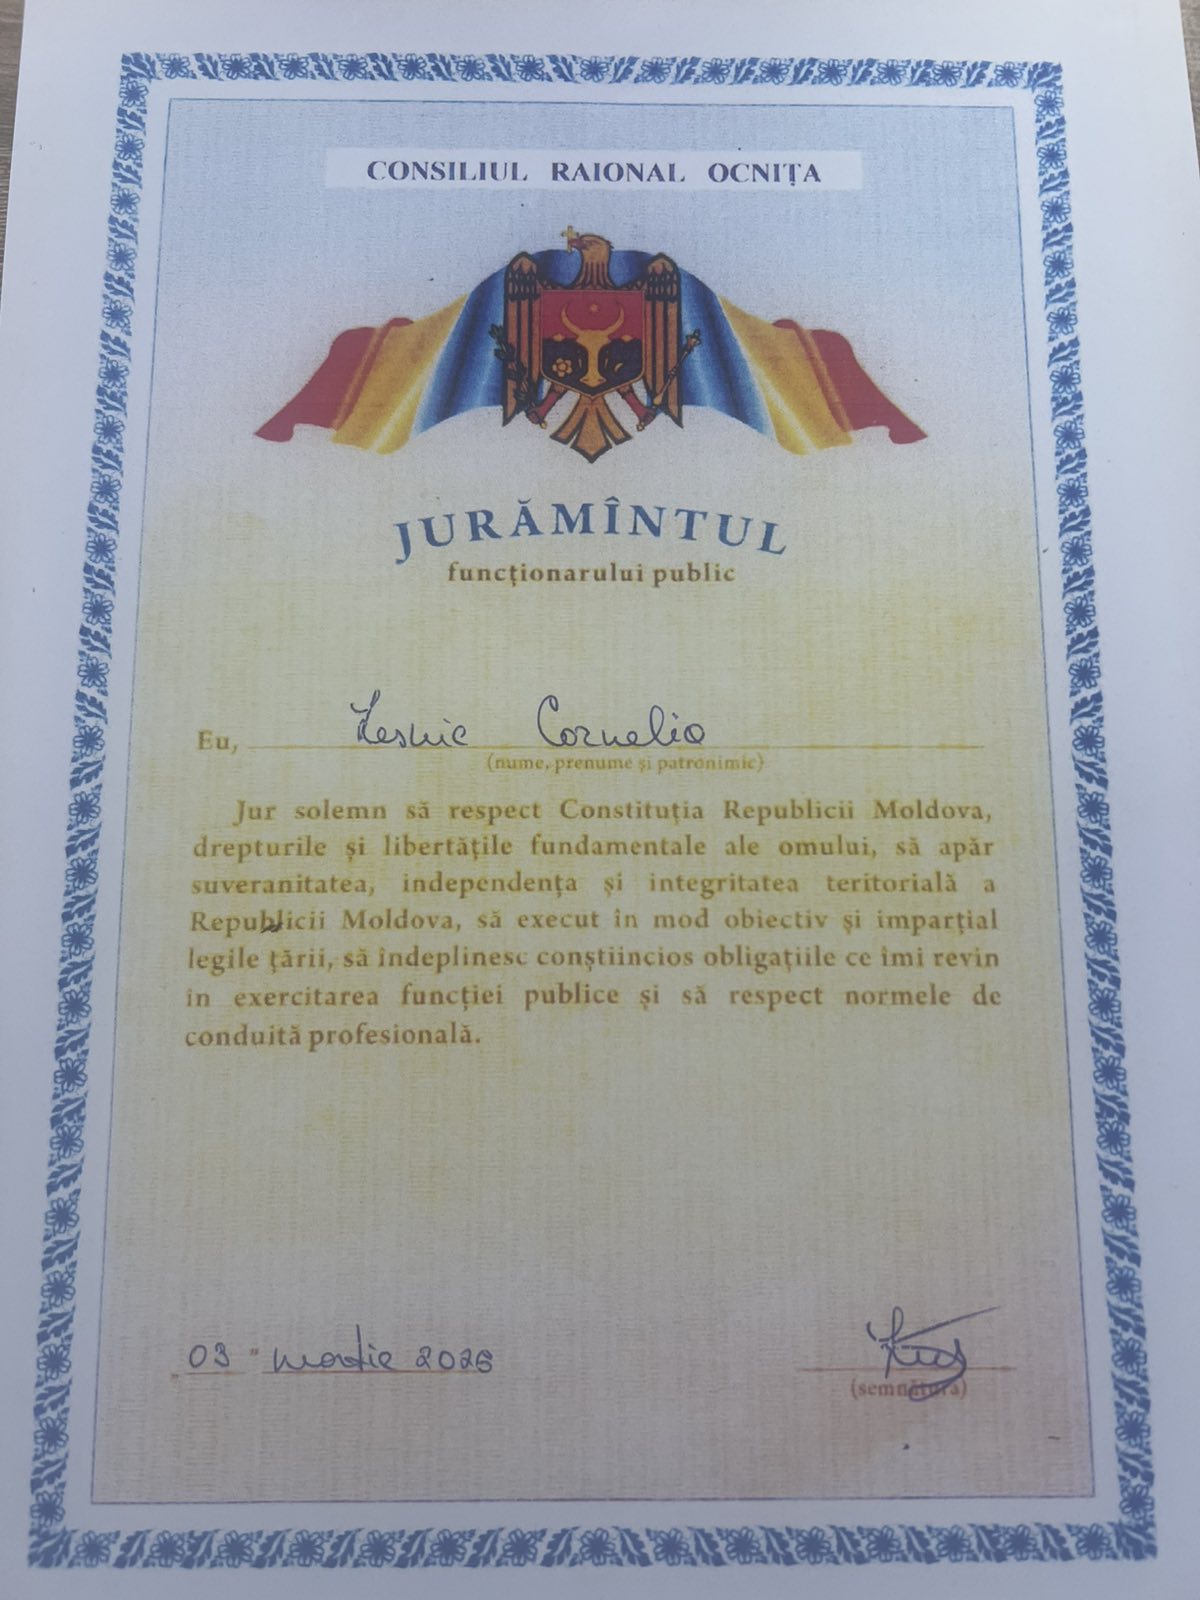 CONSILIUL RAIONAL OCNIȚA
JURĂMÎNTUL
funcționarului public
Eu, Lesnic Cornelia
(nume, prenume și patronimic)
Jur solemn să respect Constituția Republicii Moldova,
drepturile și libertățile fundamentale ale omului, să apăr
suveranitatea, independența și integritatea teritorială a
Republicii Moldova, să execut în mod obiectiv și imparțial
legile țării, să îndeplinesc conștiincios obligațiile ce îmi revin
în exercitarea funcției publice și să respect normele de
conduită profesională.
„03" martie 2026
(semnătura)